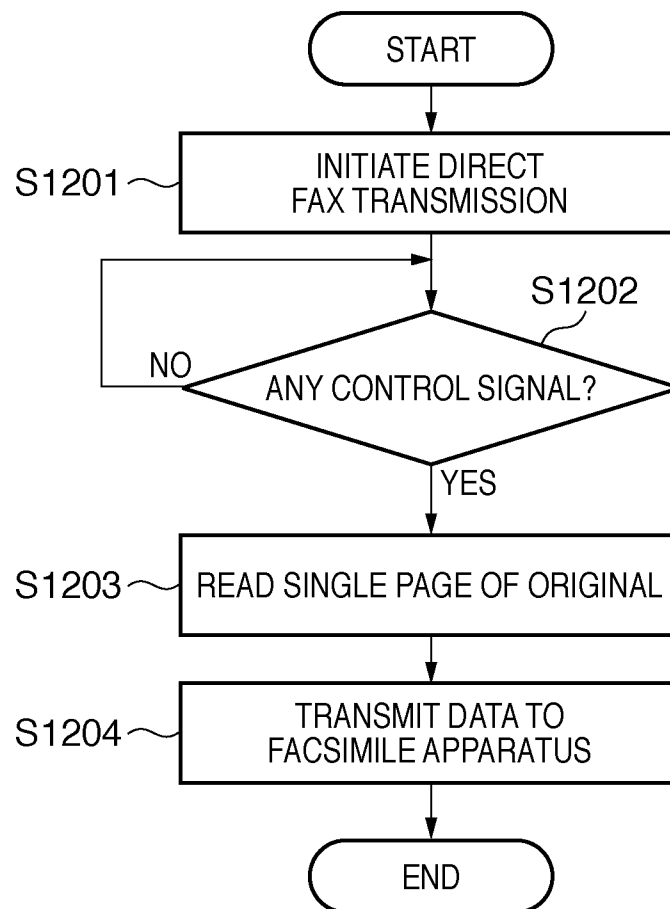 START
S1201
INITIATE DIRECT
FAX TRANSMISSION
S1202
NO
ANY CONTROL SIGNAL?
YES
S1203
READ SINGLE PAGE OF ORIGINAL
S1204
TRANSMIT DATA TO
FACSIMILE APPARATUS
END